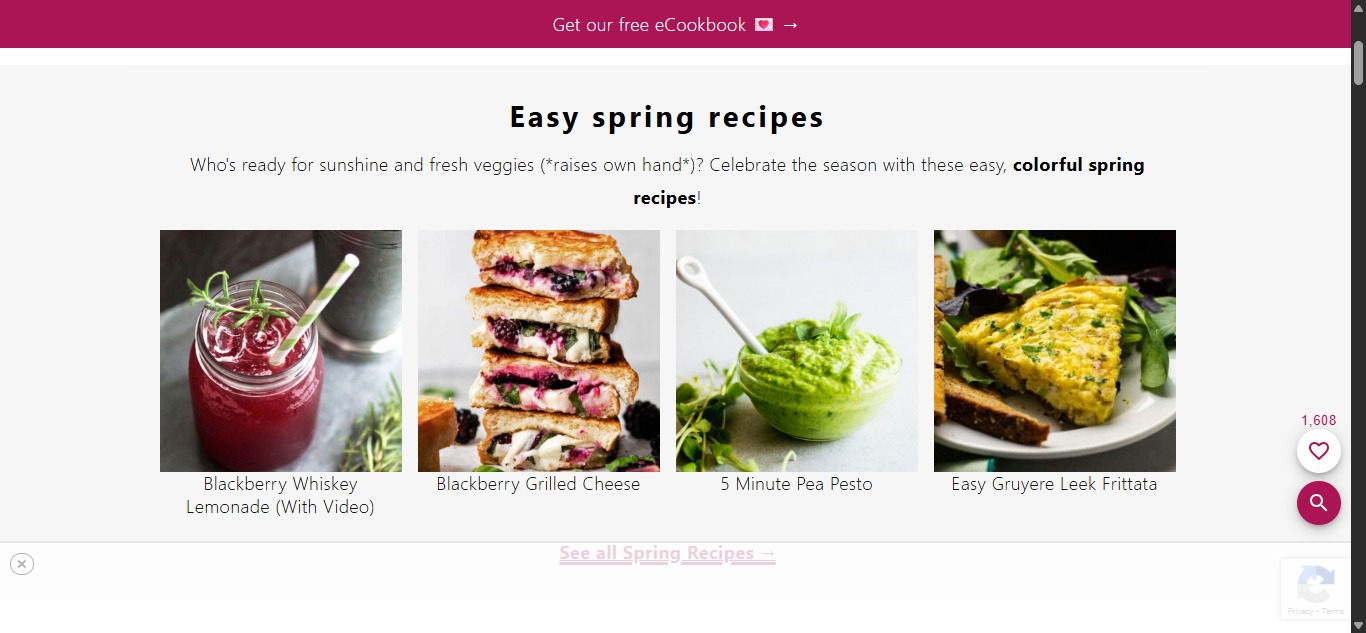 Get our free eCookbook 💌 →
Easy spring recipes
Who's ready for sunshine and fresh veggies (*raises own hand*)? Celebrate the season with these easy, colorful spring
recipes!
Blackberry Whiskey
Lemonade (With Video)
Blackberry Grilled Cheese
5 Minute Pea Pesto
Easy Gruyere Leek Frittata
1,608
See all Spring Recipes →
Privacy - Terms